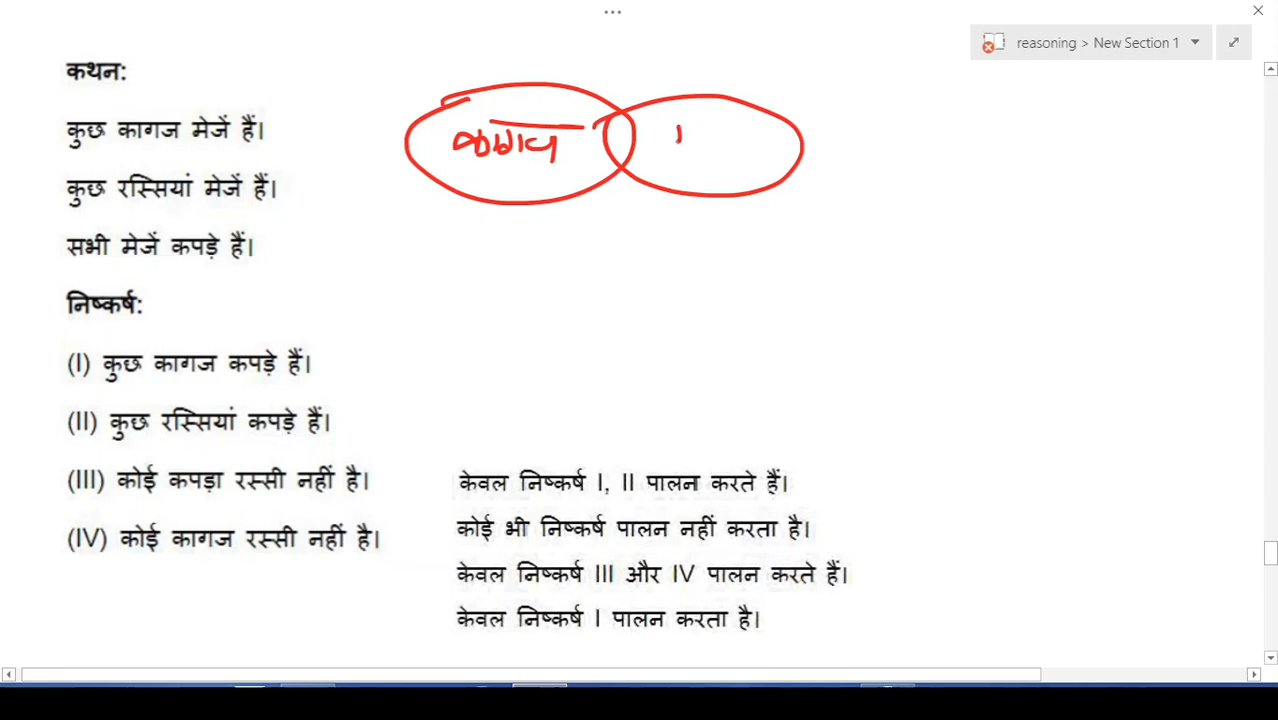 reasoning > New Section 1
कथन:
कुछ कागज मेजें हैं।
कागज
कुछ रस्सियां मेजें हैं।
सभी मेजें कपड़े हैं।
निष्कर्ष:
(I) कुछ कागज कपड़े हैं।
(II) कुछ रस्सियां कपड़े हैं।
(III) कोई कपड़ा रस्सी नहीं है।
(IV) कोई कागज रस्सी नहीं है।
केवल निष्कर्ष I, II पालन करते हैं।
कोई भी निष्कर्ष पालन नहीं करता है।
केवल निष्कर्ष III और IV पालन करते हैं।
केवल निष्कर्ष I पालन करता है।